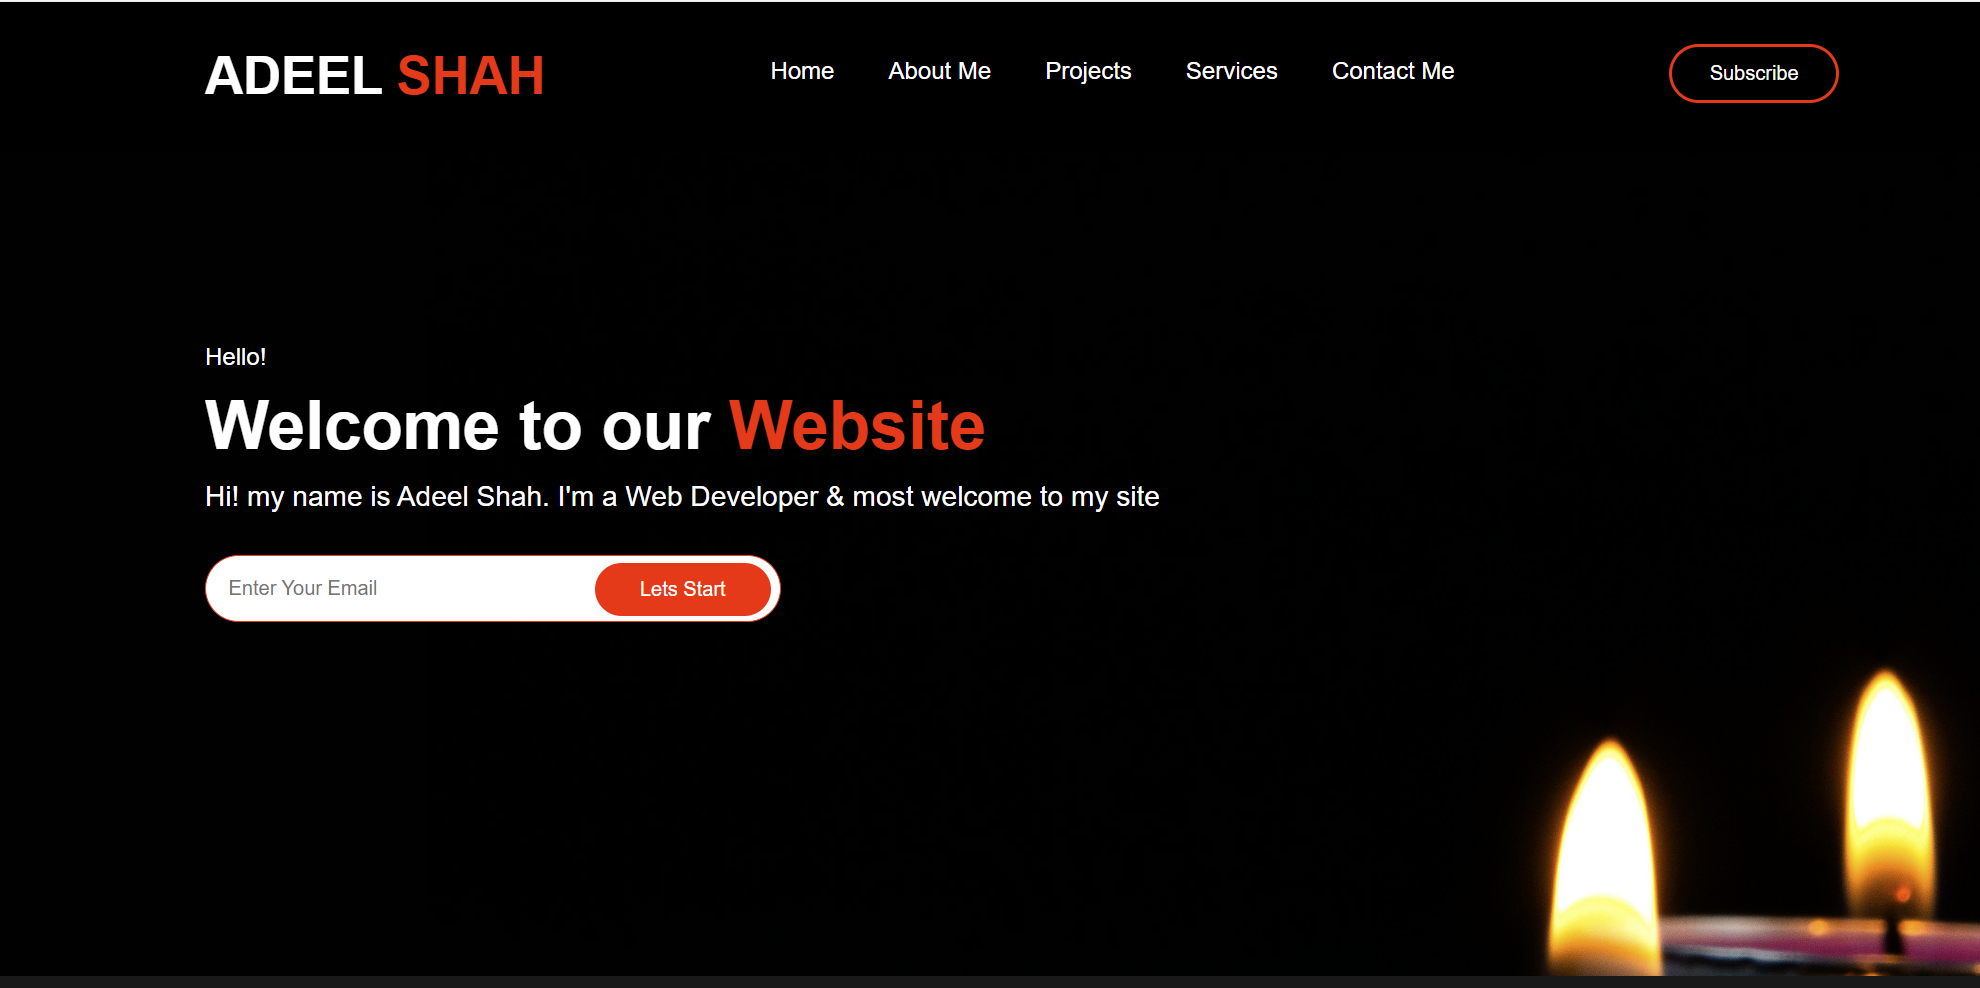 ADEEL SHAH
Home About Me Projects Services Contact Me
Subscribe
Hello!
Welcome to our Website
Hi! my name is Adeel Shah. I'm a Web Developer & most welcome to my site
Enter Your Email
Lets Start